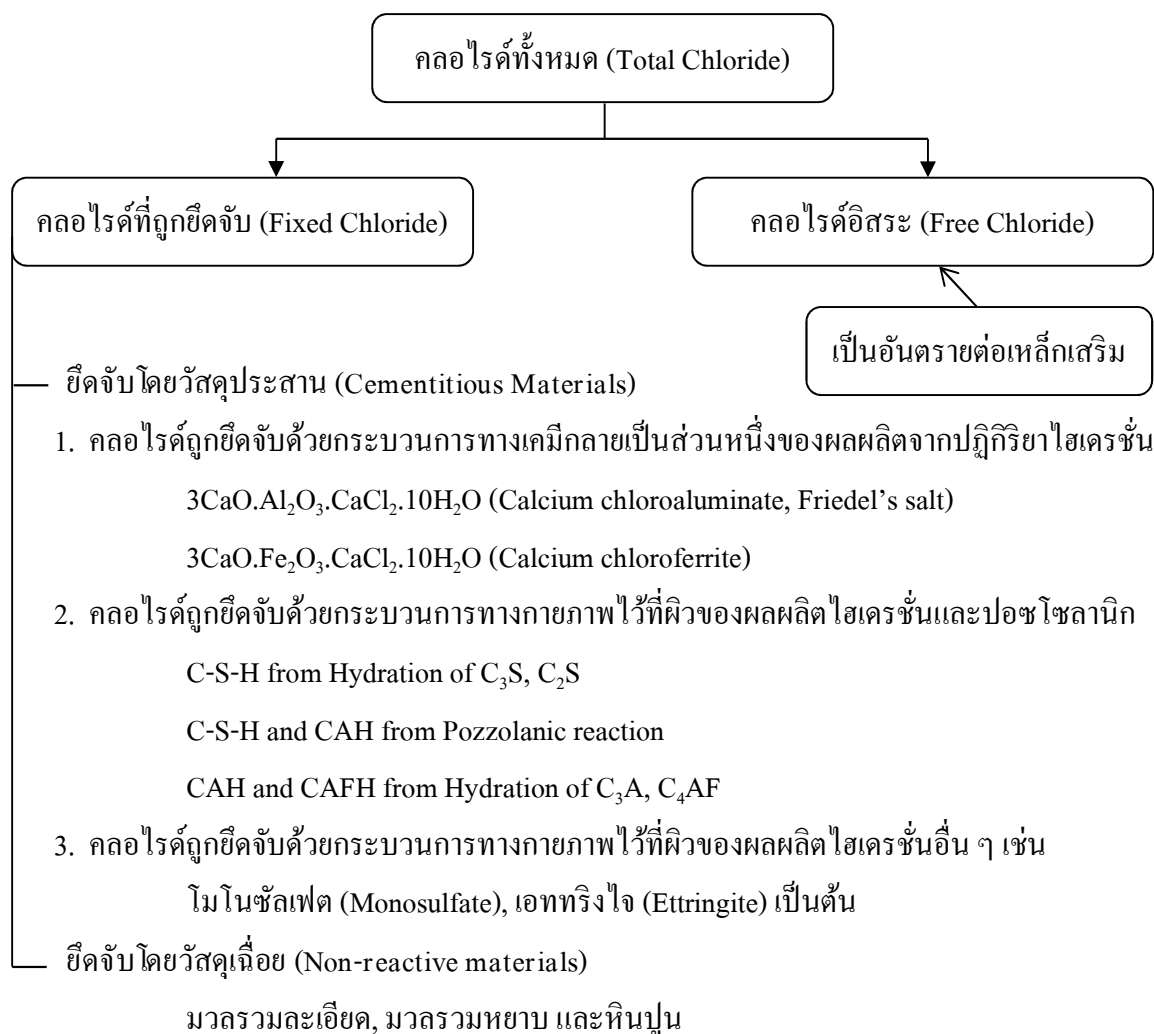 คลอไรด์ทั้งหมด (Total Chloride)
คลอไรด์ที่ถูกยึดจับ (Fixed Chloride)
คลอไรด์อิสระ (Free Chloride)
เป็นอันตรายต่อเหล็กเสริม
ยึดจับโดยวัสดุประสาน (Cementitious Materials)
1. คลอไรด์ถูกยึดจับด้วยกระบวนการทางเคมีกลายเป็นส่วนหนึ่งของผลผลิตจากปฏิกิริยาไฮเดรชั่น
3CaO.Al₂O₃.CaCl₂.10H₂O (Calcium chloroaluminate, Friedel’s salt)
3CaO.Fe₂O₃.CaCl₂.10H₂O (Calcium chloroferrite)
2. คลอไรด์ถูกยึดจับด้วยกระบวนการทางกายภาพไว้ที่ผิวของผลผลิตไฮเดรชั่นและปอซโซลานิก
C-S-H from Hydration of C₃S, C₂S
C-S-H and CAH from Pozzolanic reaction
CAH and CAFH from Hydration of C₃A, C₄AF
3. คลอไรด์ถูกยึดจับด้วยกระบวนการทางกายภาพไว้ที่ผิวของผลผลิตไฮเดรชั่นอื่น ๆ เช่น
โมโนซัลเฟต (Monosulfate), เอททริงไจ (Ettringite) เป็นต้น
ยึดจับโดยวัสดุเฉื่อย (Non-reactive materials)
มวลรวมละเอียด, มวลรวมหยาบ และหินปูน